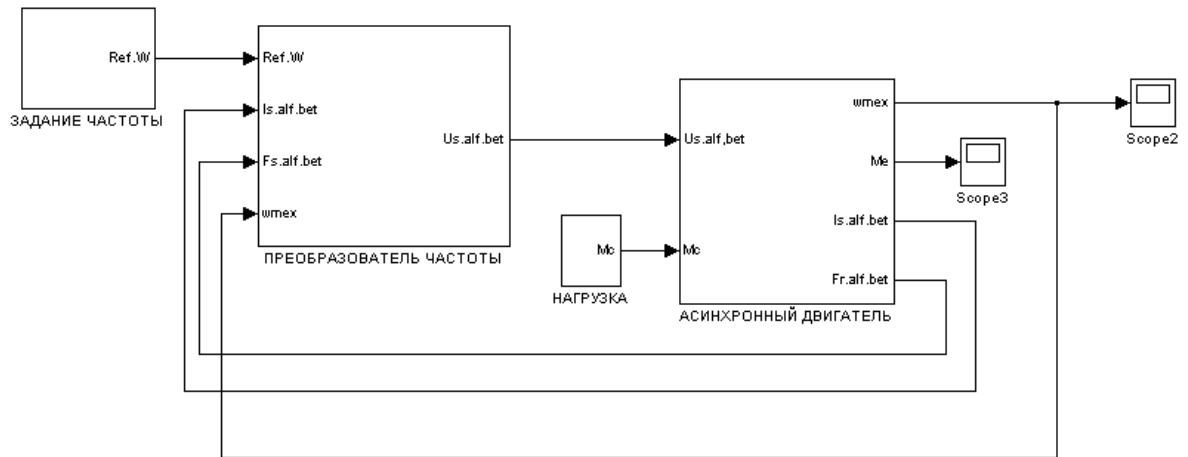 Ref.W
ЗАДАНИЕ ЧАСТОТЫ
Ref.W
Is.alf.bet
Fs.alf.bet
wmex
Us.alf.bet
ПРЕОБРАЗОВАТЕЛЬ ЧАСТОТЫ
Mc
НАГРУЗКА
Us.alf,bet
Mc
wmex
Me
Is.alf.bet
Fr.alf.bet
АСИНХРОННЫЙ ДВИГАТЕЛЬ
Scope3
Scope2